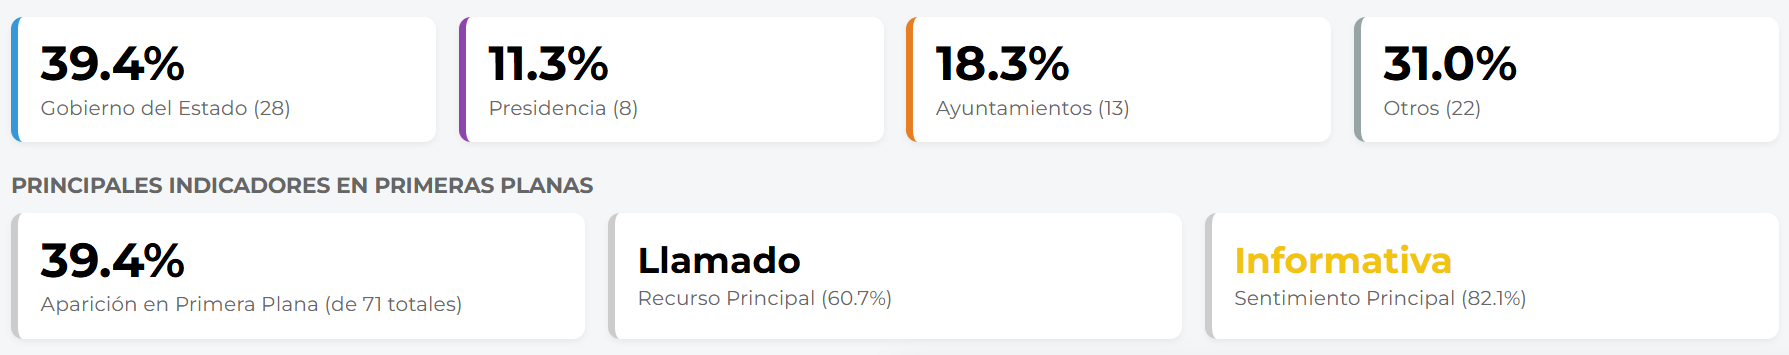 39.4%
Gobierno del Estado (28)
11.3%
Presidencia (8)
18.3%
Ayuntamientos (13)
31.0%
Otros (22)
PRINCIPALES INDICADORES EN PRIMERAS PLANAS
39.4%
Aparición en Primera Plana (de 71 totales)
Llamado
Recurso Principal (60.7%)
Informativa
Sentimiento Principal (82.1%)